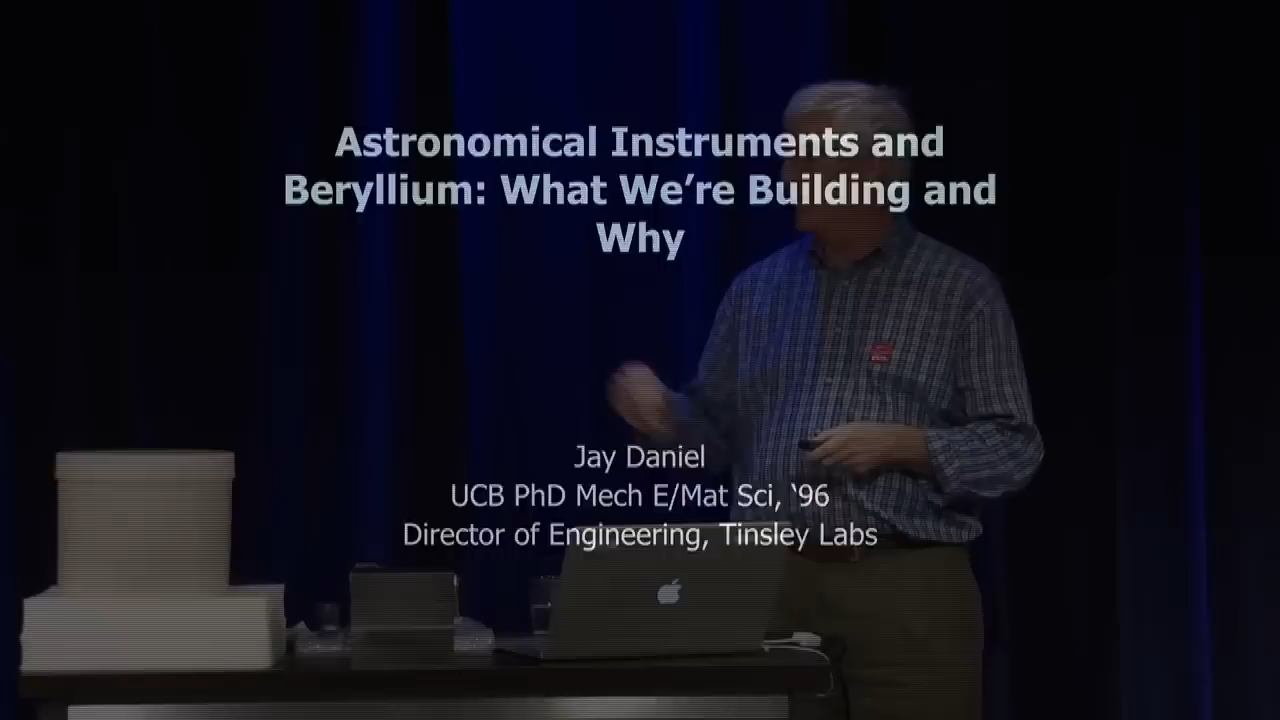 Astronomical Instruments and
Beryllium: What We’re Building and
Why
Jay Daniel
UCB PhD Mech E/Mat Sci, ‘96
Director of Engineering, Tinsley Labs